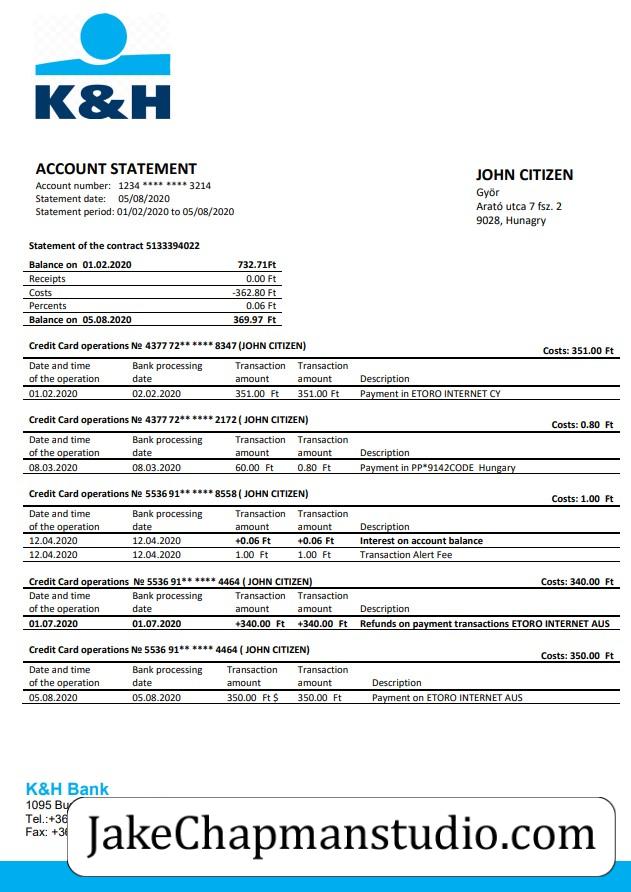 K&H
ACCOUNT STATEMENT
Account number: 1234 **** **** 3214
Statement date: 05/08/2020
Statement period: 01/02/2020 to 05/08/2020
JOHN CITIZEN
Györ
Arató utca 7 fsz. 2
9028, Hunagry
Statement of the contract 5133394022
Balance on 01.02.2020 732.71Ft
Receipts 0.00 Ft
Costs -362.80 Ft
Percents 0.06 Ft
Balance on 05.08.2020 369.97 Ft
Credit Card operations № 4377 72** **** 8347 (JOHN CITIZEN) Costs: 351.00 Ft
Date and time Bank processing Transaction Transaction
of the operation date amount amount Description
01.02.2020 02.02.2020 351.00 Ft 351.00 Ft Payment in ETORO INTERNET CY
Credit Card operations № 4377 72** **** 2172 ( JOHN CITIZEN) Costs: 0.80 Ft
Date and time Bank processing Transaction Transaction
of the operation date amount amount Description
08.03.2020 08.03.2020 60.00 Ft 0.80 Ft Payment in PP*9142CODE Hungary
Credit Card operations № 5536 91** **** 8558 ( JOHN CITIZEN) Costs: 1.00 Ft
Date and time Bank processing Transaction Transaction
of the operation date amount amount Description
12.04.2020 12.04.2020 +0.06 Ft +0.06 Ft Interest on account balance
12.04.2020 12.04.2020 1.00 Ft 1.00 Ft Transaction Alert Fee
Credit Card operations № 5536 91** **** 4464 ( JOHN CITIZEN) Costs: 340.00 Ft
Date and time Bank processing Transaction Transaction
of the operation date amount amount Description
01.07.2020 01.07.2020 +340.00 Ft +340.00 Ft Refunds on payment transactions ETORO INTERNET AUS
Credit Card operations № 5536 91** **** 4464 ( JOHN CITIZEN) Costs: 350.00 Ft
Date and time Bank processing Transaction Transaction
of the operation date amount amount Description
05.08.2020 05.08.2020 350.00 Ft $ 350.00 Ft Payment on ETORO INTERNET AUS
K&H Bank
1095
Tel.:+36
Fax:
JakeChapmanstudio.com